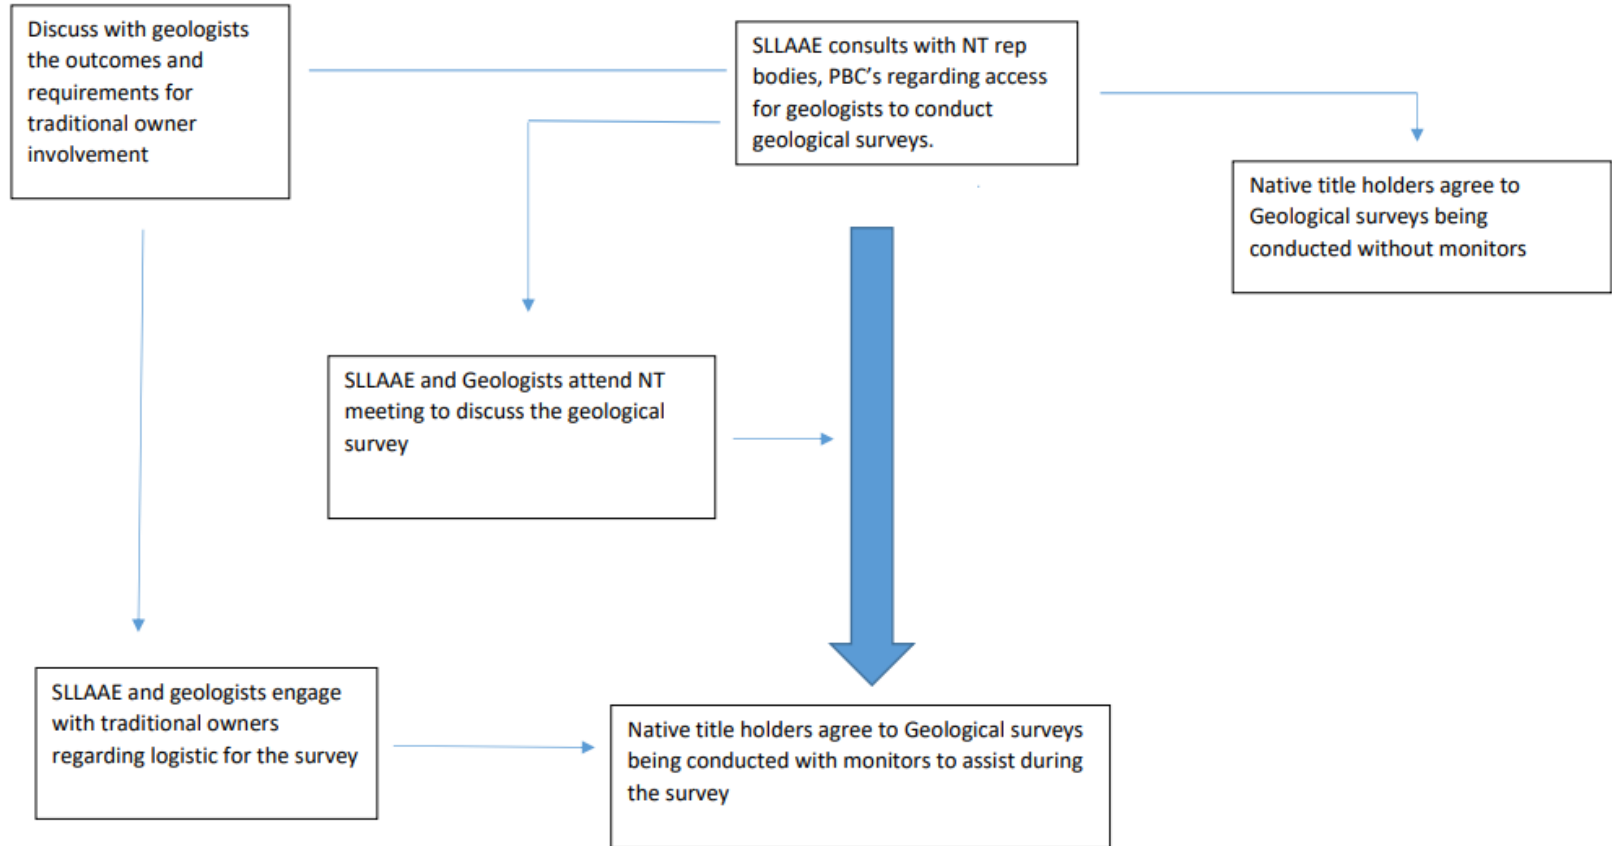 Discuss with geologists
the outcomes and
requirements for
traditional owner
involvement
SLLAAE consults with NT rep
bodies, PBC’s regarding access
for geologists to conduct
geological surveys.
Native title holders agree to
Geological surveys being
conducted without monitors
SLLAAE and Geologists attend NT
meeting to discuss the geological
survey
SLLAAE and geologists engage
with traditional owners
regarding logistic for the survey
Native title holders agree to Geological surveys
being conducted with monitors to assist during
the survey